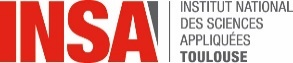 INSA
INSTITUT NATIONAL
DES SCIENCES
APPLIQUÉES
TOULOUSE